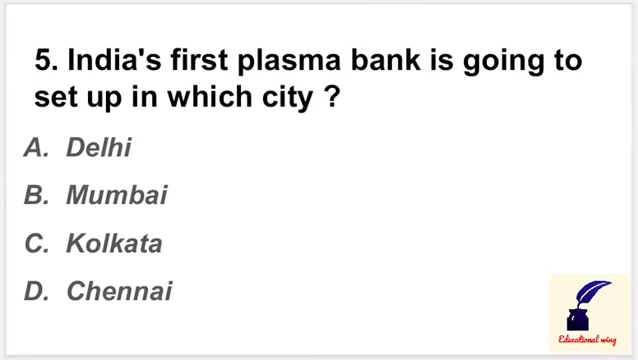 5. India's first plasma bank is going to
set up in which city ?
A. Delhi
B. Mumbai
C. Kolkata
D. Chennai
Educational wing